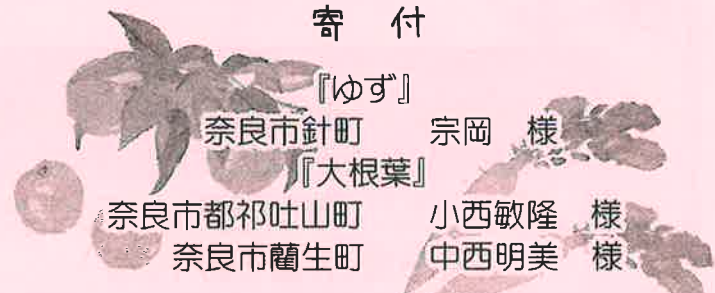 寄　付
『ゆず』
奈良市針町　　宗岡　様
『大根葉』
奈良市都祁吐山町　　小西敏隆　様
奈良市藺生町　　中西明美　様